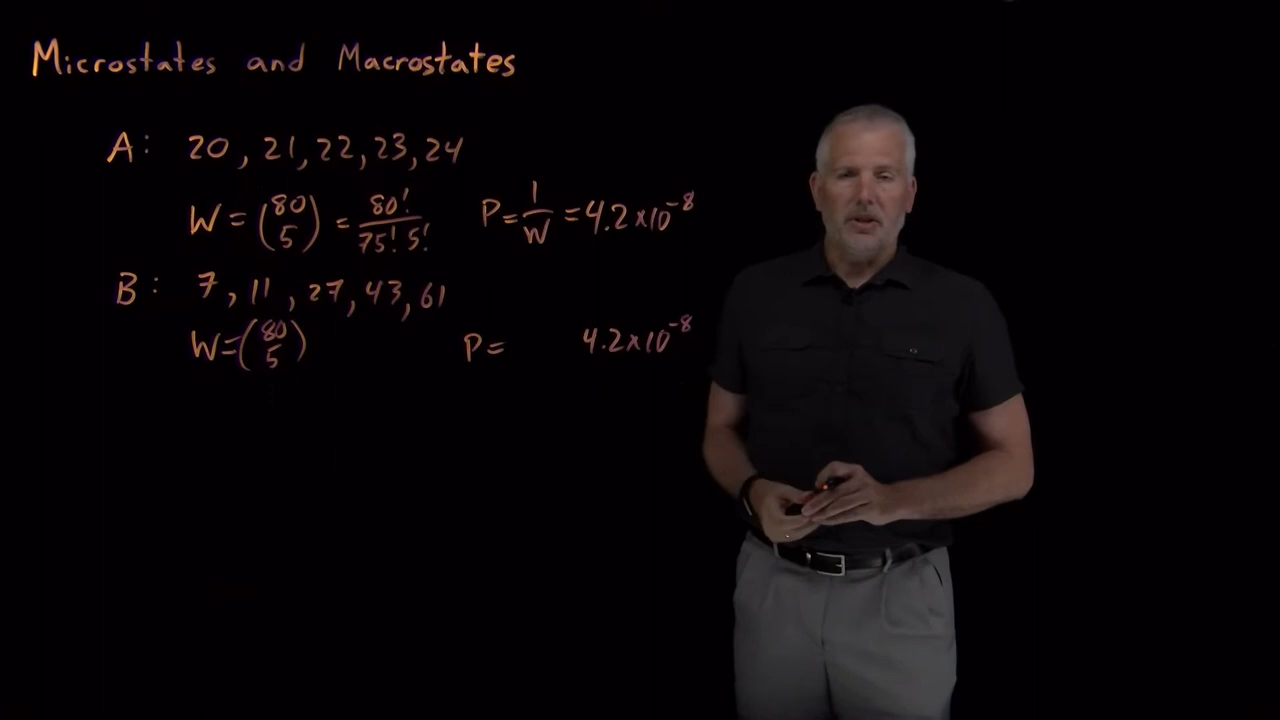 Microstates and Macrostates
A: 20, 21, 22, 23, 24
W = (80 5) = 80! / 75! 5! P = 1/W = 4.2×10⁻⁸
B: 7, 11, 27, 43, 61
W = (80 5) P = 4.2×10⁻⁸